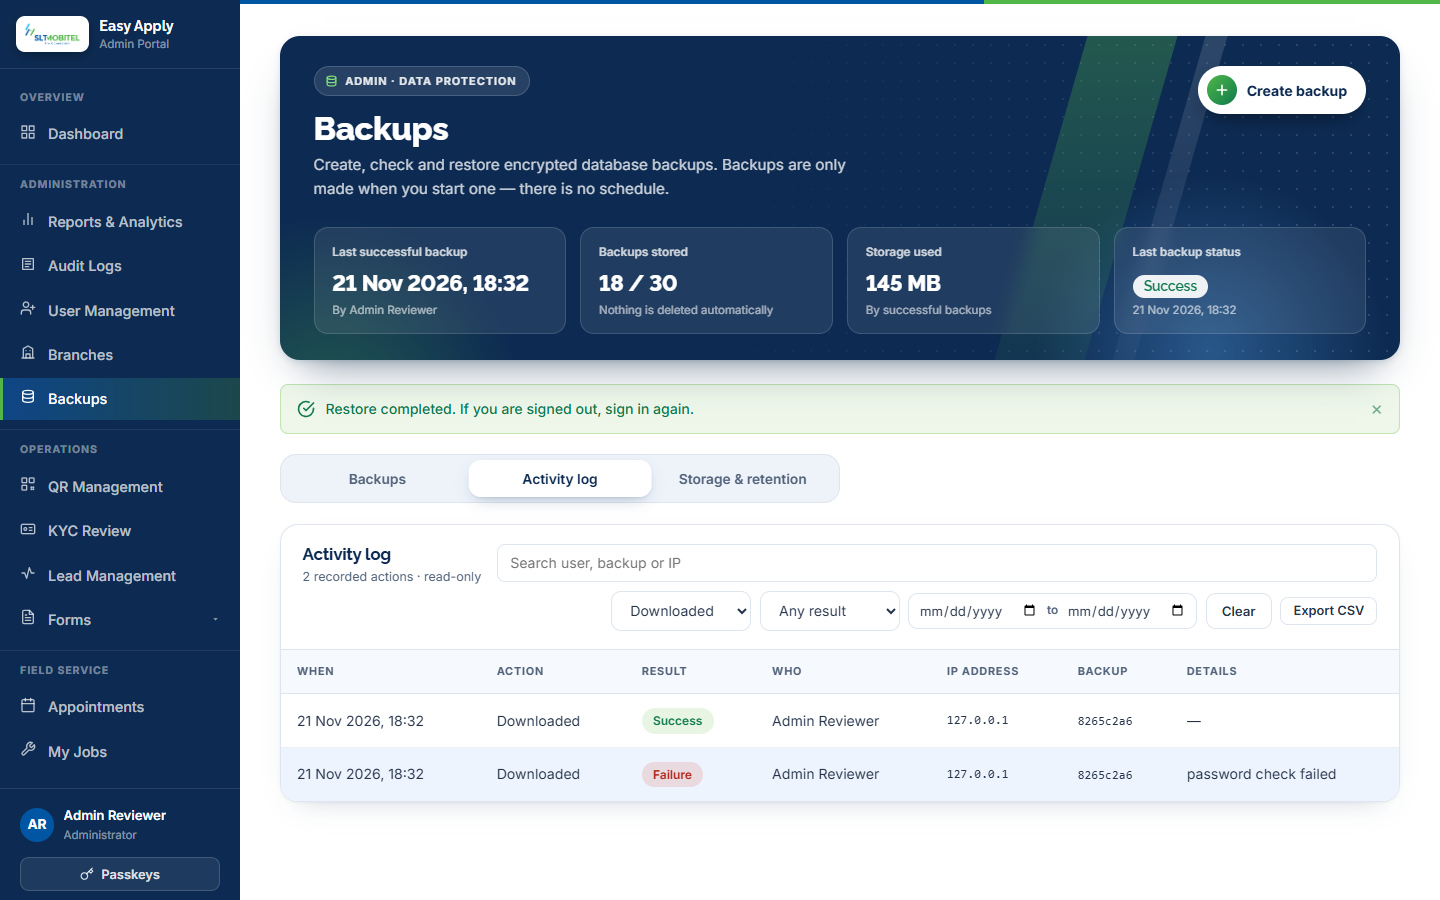 SLTMOBITEL
Easy Apply
Admin Portal
OVERVIEW
Dashboard
ADMINISTRATION
Reports & Analytics
Audit Logs
User Management
Branches
Backups
OPERATIONS
QR Management
KYC Review
Lead Management
Forms
FIELD SERVICE
Appointments
My Jobs
AR
Admin Reviewer
Administrator
Passkeys
ADMIN · DATA PROTECTION
Create backup
Backups
Create, check and restore encrypted database backups. Backups are only
made when you start one — there is no schedule.
Last successful backup
21 Nov 2026, 18:32
By Admin Reviewer
Backups stored
18 / 30
Nothing is deleted automatically
Storage used
145 MB
By successful backups
Last backup status
Success
21 Nov 2026, 18:32
Restore completed. If you are signed out, sign in again.
Backups Activity log Storage & retention
Activity log
2 recorded actions · read-only
Search user, backup or IP
Downloaded Any result mm/dd/yyyy to mm/dd/yyyy Clear Export CSV
WHEN ACTION RESULT WHO IP ADDRESS BACKUP DETAILS
21 Nov 2026, 18:32 Downloaded Success Admin Reviewer 127.0.0.1 8265c2a6 —
21 Nov 2026, 18:32 Downloaded Failure Admin Reviewer 127.0.0.1 8265c2a6 password check failed